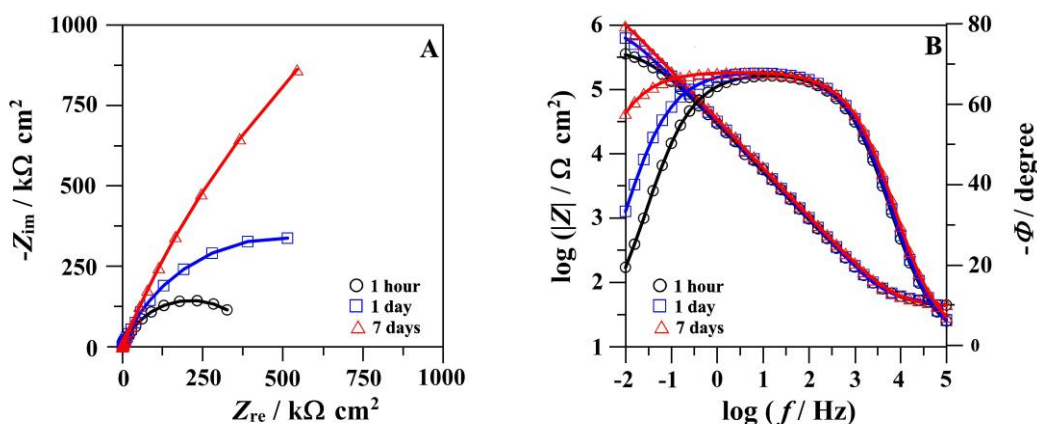 A
-Z_im / kΩ cm²
1000
750
500
250
0
0
250
500
750
1000
Z_re / kΩ cm²
1 hour
1 day
7 days
B
log (|Z| / Ω cm²)
6
5
4
3
2
1
-2
-1
0
1
2
3
4
5
log (f / Hz)
80
60
40
20
0
-Φ / degree
1 hour
1 day
7 days